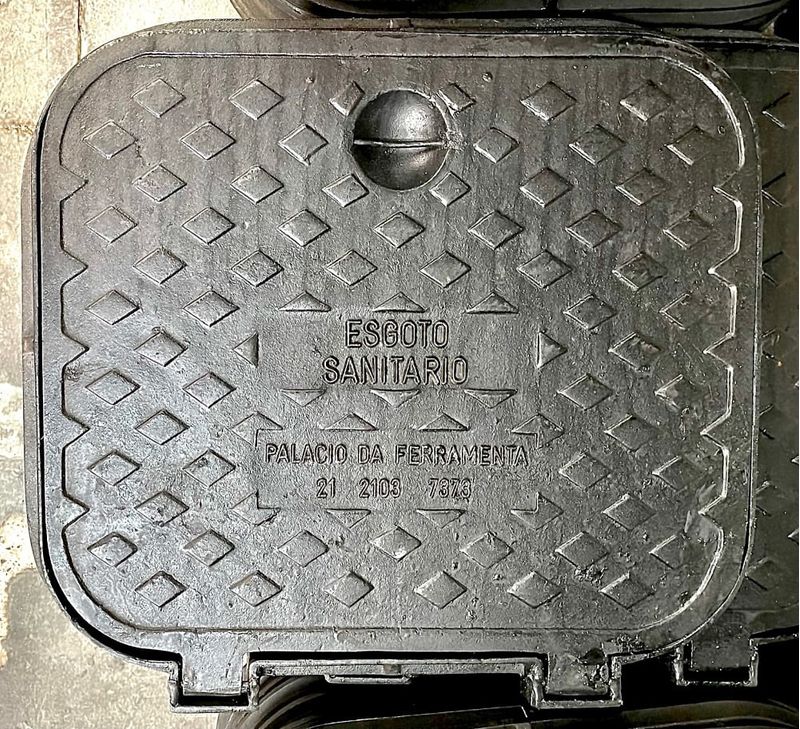 ESGOTO
SANITARIO
PALACIO DA FERRAMENTA
21 2103 7373